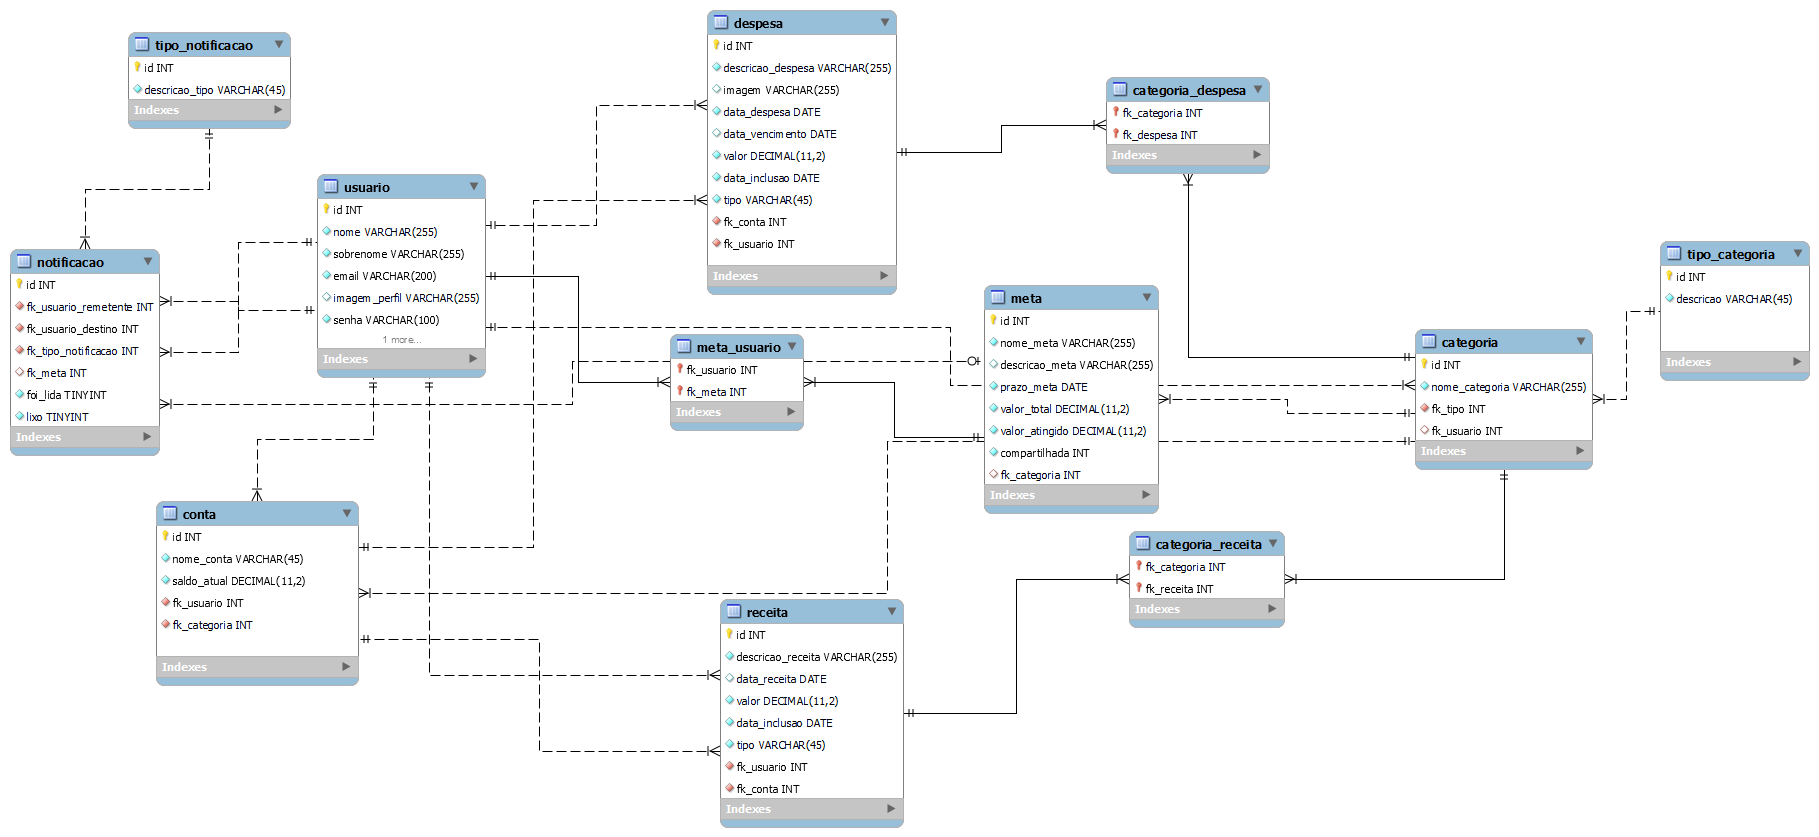 tipo_notificacao
id INT
descricao_tipo VARCHAR(45)
Indexes
notificacao
id INT
fk_usuario_remetente INT
fk_usuario_destino INT
fk_tipo_notificacao INT
fk_meta INT
foi_lida TINYINT
lixo TINYINT
Indexes
usuario
id INT
nome VARCHAR(255)
sobrenome VARCHAR(255)
email VARCHAR(200)
imagem_perfil VARCHAR(255)
senha VARCHAR(100)
1 more...
Indexes
conta
id INT
nome_conta VARCHAR(45)
saldo_atual DECIMAL(11,2)
fk_usuario INT
fk_categoria INT
Indexes
despesa
id INT
descricao_despesa VARCHAR(255)
imagem VARCHAR(255)
data_despesa DATE
data_vencimento DATE
valor DECIMAL(11,2)
data_inclusao DATE
tipo VARCHAR(45)
fk_conta INT
fk_usuario INT
Indexes
meta_usuario
fk_usuario INT
fk_meta INT
Indexes
receita
id INT
descricao_receita VARCHAR(255)
data_receita DATE
valor DECIMAL(11,2)
data_inclusao DATE
tipo VARCHAR(45)
fk_usuario INT
fk_conta INT
Indexes
categoria_despesa
fk_categoria INT
fk_despesa INT
Indexes
meta
id INT
nome_meta VARCHAR(255)
descricao_meta VARCHAR(255)
prazo_meta DATE
valor_total DECIMAL(11,2)
valor_atingido DECIMAL(11,2)
compartilhada INT
fk_categoria INT
Indexes
categoria_receita
fk_categoria INT
fk_receita INT
Indexes
categoria
id INT
nome_categoria VARCHAR(255)
fk_tipo INT
fk_usuario INT
Indexes
tipo_categoria
id INT
descricao VARCHAR(45)
Indexes